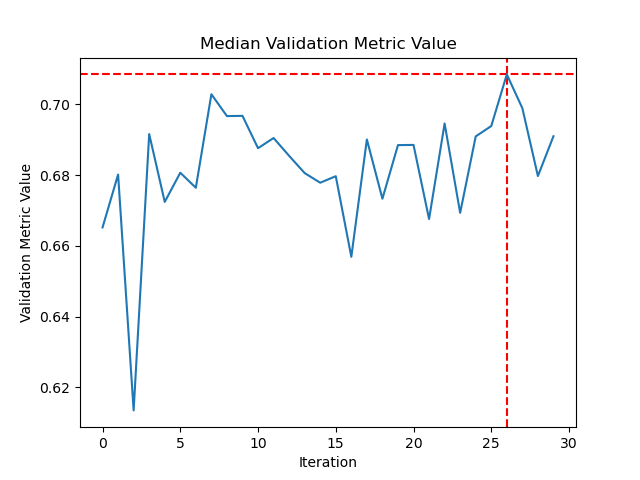 Median Validation Metric Value
Validation Metric Value
0.70
0.68
0.66
0.64
0.62
0 5 10 15 20 25 30
Iteration